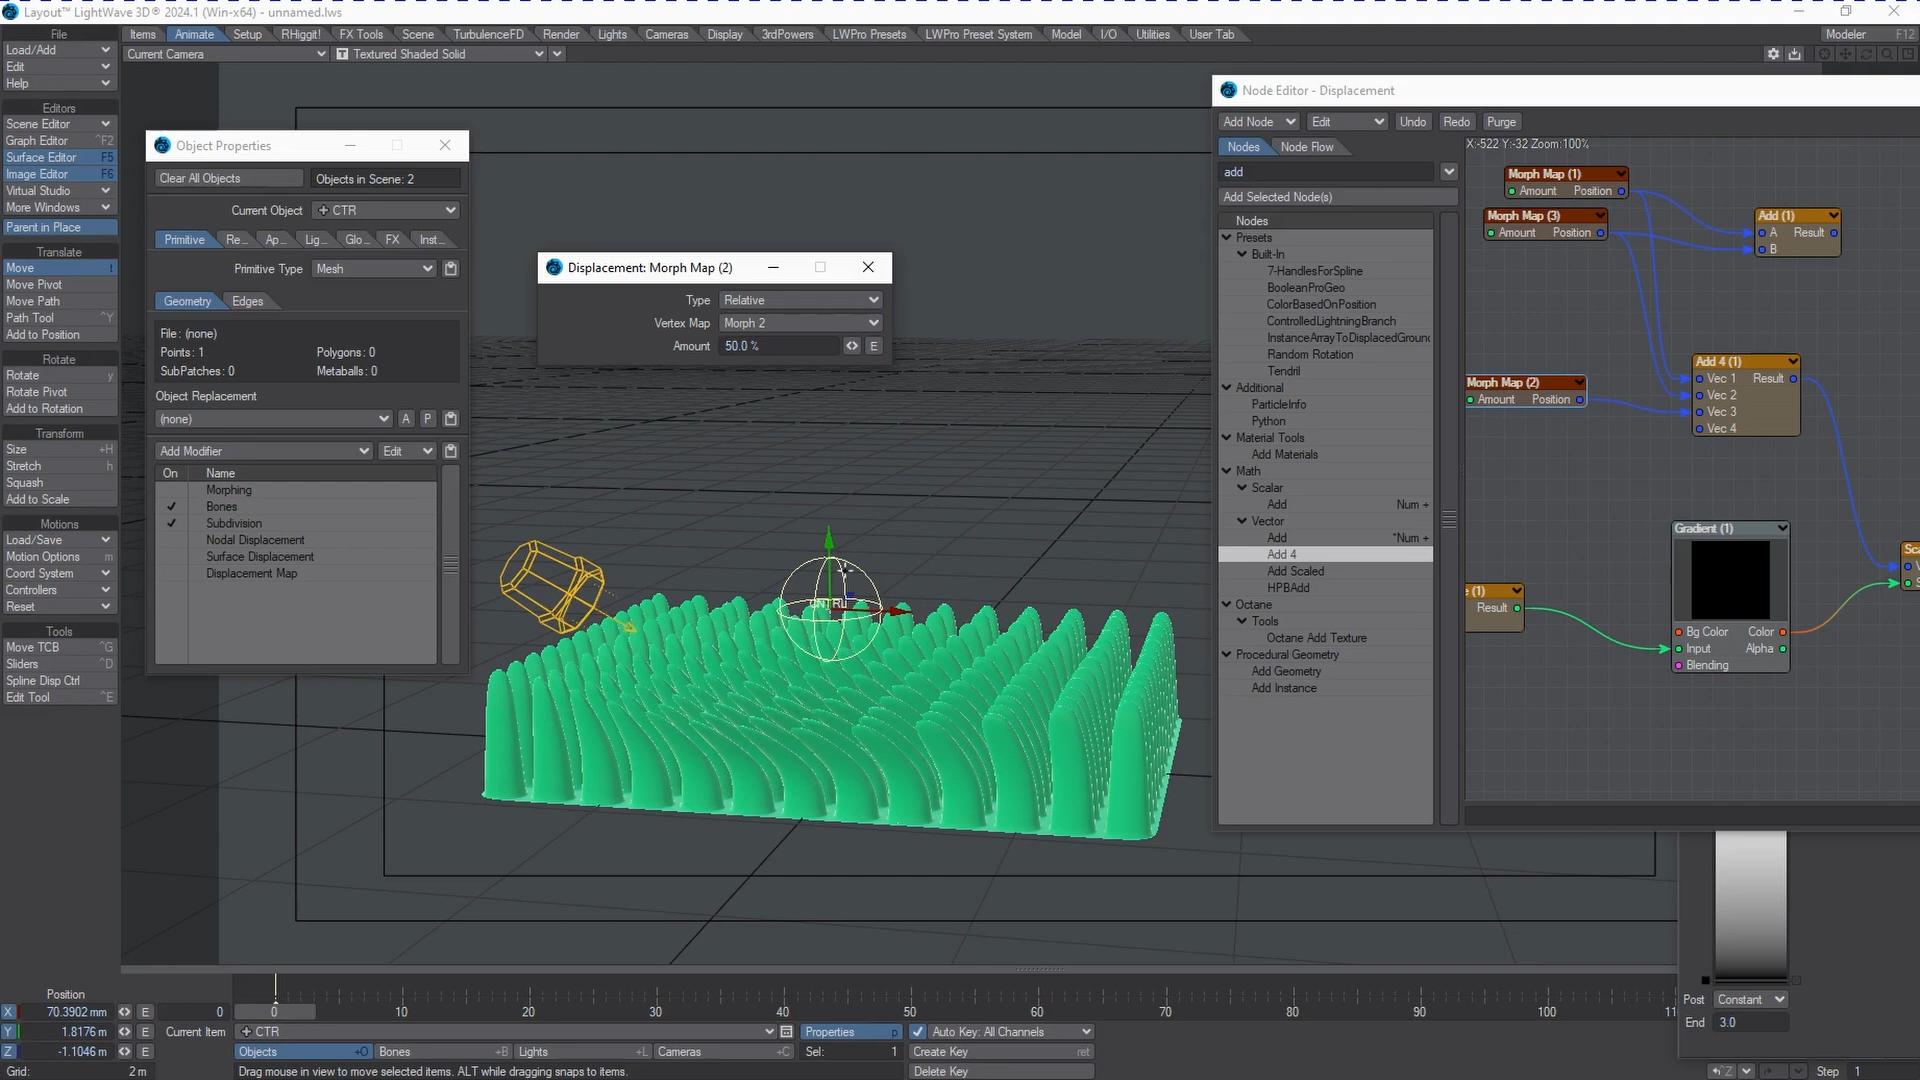 Layout™ LightWave 3D® 2024.1 (Win-x64) - unnamed.lws
File
Items
Animate
Setup
RHiggit!
FX Tools
Scene
TurbulenceFD
Render
Lights
Cameras
Display
3rdPowers
LWPro Presets
LWPro Preset System
Model
I/O
Utilities
User Tab
Modeler F12
Load/Add
Edit
Help
Current Camera
T Textured Shaded Solid
Editors
Scene Editor
Graph Editor ^F2
Surface Editor F5
Image Editor F6
Virtual Studio
More Windows
Parent in Place
Translate
Move t
Move Pivot
Move Path
Path Tool ^Y
Add to Position
Rotate
Rotate y
Rotate Pivot
Add to Rotation
Transform
Size +H
Stretch h
Squash
Add to Scale
Motions
Load/Save
Motion Options m
Coord System
Controllers
Reset
Tools
Move TCB ^G
Sliders ^D
Spline Disp Ctrl
Edit Tool ^E
Object Properties
Clear All Objects
Objects in Scene: 2
Current Object
CTR
Primitive
Re...
Ap...
Lig...
Glo...
FX
Inst...
Primitive Type
Mesh
Geometry
Edges
File: (none)
Points: 1
Polygons: 0
SubPatches: 0
Metaballs: 0
Object Replacement
(none)
A
P
Add Modifier
Edit
On
Name
Morphing
Bones
Subdivision
Nodal Displacement
Surface Displacement
Displacement Map
Displacement: Morph Map (2)
Type
Relative
Vertex Map
Morph 2
Amount
50.0 %
E
Node Editor - Displacement
Add Node
Edit
Undo
Redo
Purge
Nodes
Node Flow
add
Add Selected Node(s)
Nodes
Presets
Built-In
7-HandlesForSpline
BooleanProGeo
ColorBasedOnPosition
ControlledLightningBranch
InstanceArrayToDisplacedGround
Random Rotation
Tendril
Additional
ParticleInfo
Python
Material Tools
Add Materials
Math
Scalar
Add Num +
Vector
Add ^Num +
Add 4
Add Scaled
HPBAdd
Octane
Tools
Octane Add Texture
Procedural Geometry
Add Geometry
Add Instance
X:-522 Y:-32 Zoom:100%
Morph Map (1)
Amount Position
Morph Map (3)
Amount Position
Add (1)
A Result
B
Morph Map (2)
Amount Position
Add 4 (1)
Vec 1 Result
Vec 2
Vec 3
Vec 4
Gradient (1)
Bg Color Color
Input Alpha
Blending
(1)
Result
Post
Constant
End
3.0
0
10
20
30
40
50
60
70
80
90
100
Position
X 70.3902 mm E
Y 1.8176 m E
Z -1.1046 m E
Grid: 2 m
0
Current Item
CTR
Properties p
Auto Key: All Channels
Objects +O
Bones +B
Lights +L
Cameras +C
Sel: 1
Create Key ret
Drag mouse in view to move selected items. ALT while dragging snaps to items.
Delete Key
Step 1